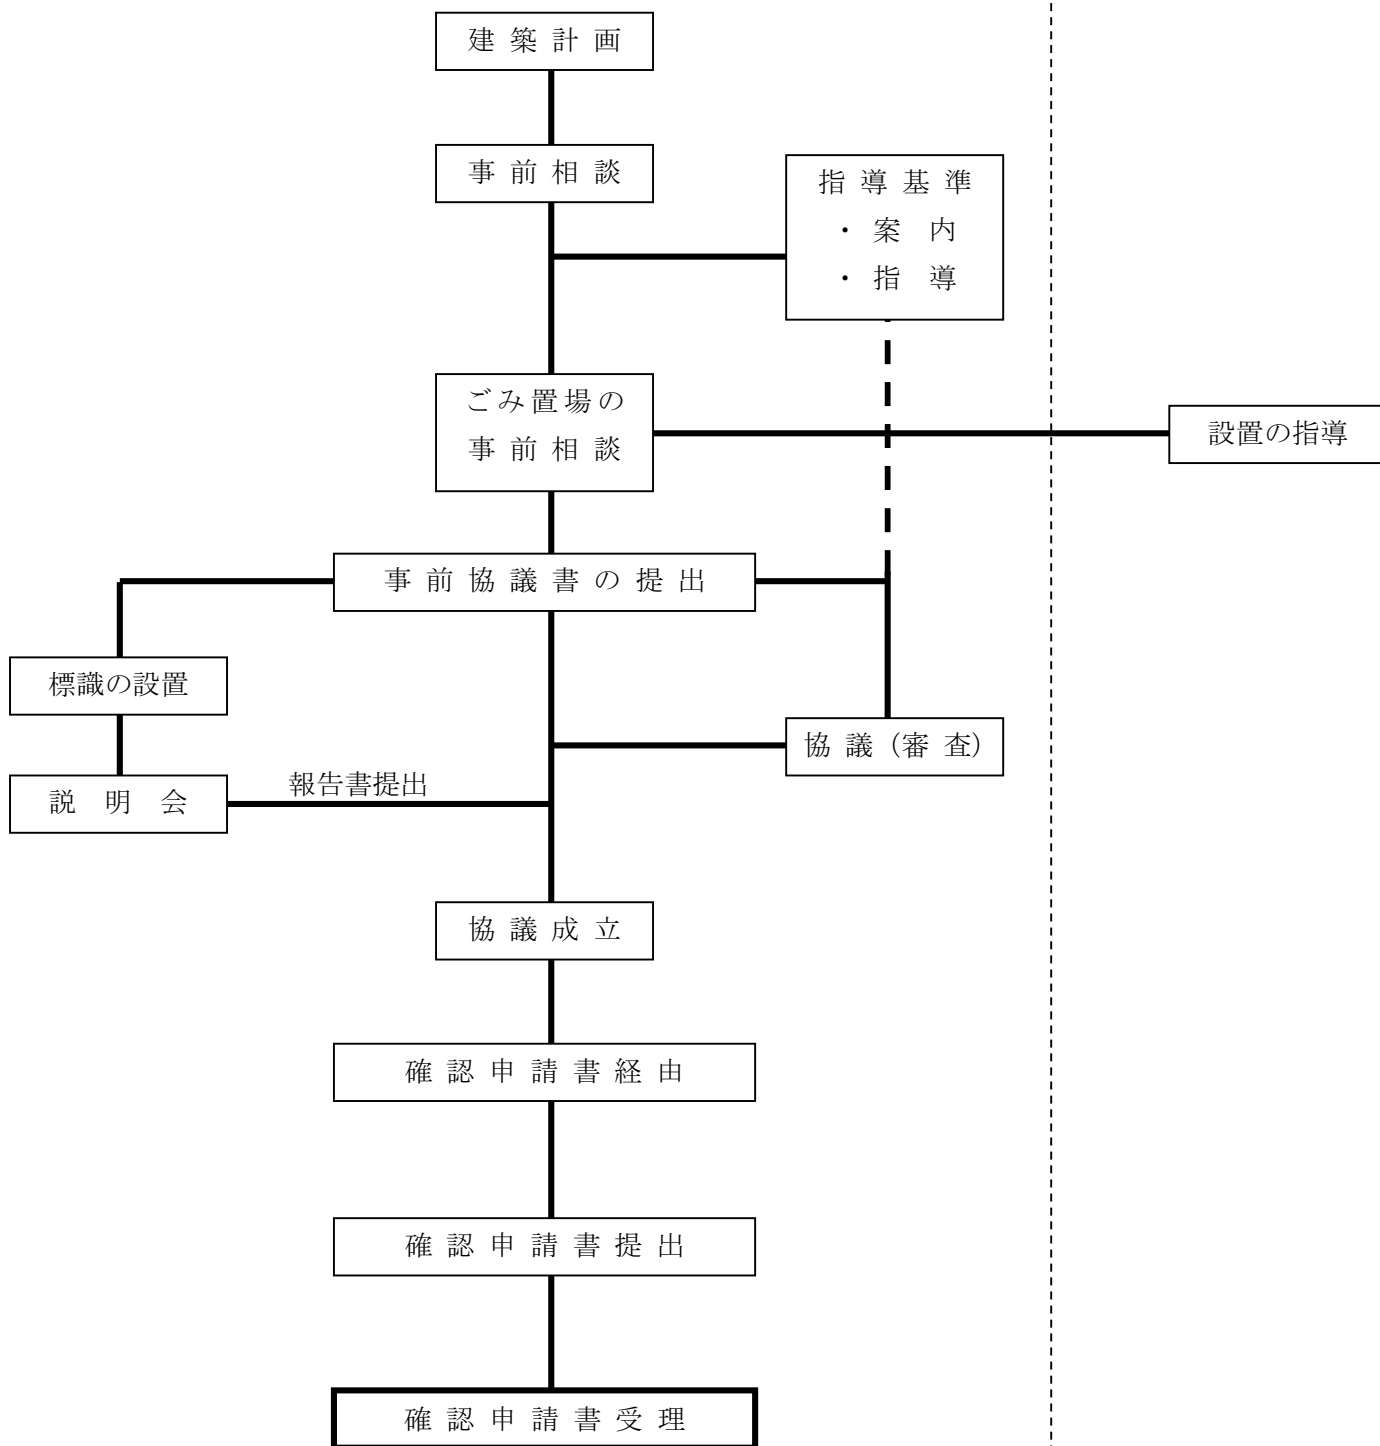 建築計画
事前相談
指導基準
・案　内
・指　導
ごみ置場の
事前相談
設置の指導
事前協議書の提出
標識の設置
協議（審査）
報告書提出
説　明　会
協議成立
確認申請書経由
確認申請書提出
確認申請書受理